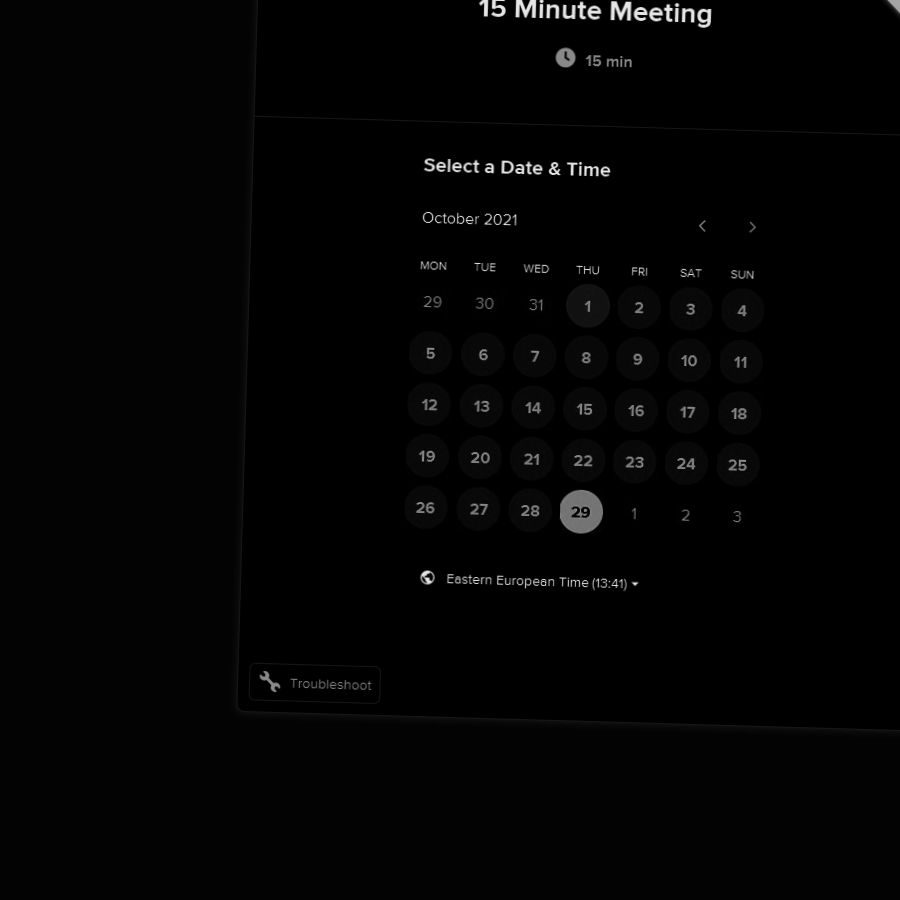 15 Minute Meeting
15 min
Select a Date & Time
October 2021
MON TUE WED THU FRI SAT SUN
29 30 31 1 2 3 4
5 6 7 8 9 10 11
12 13 14 15 16 17 18
19 20 21 22 23 24 25
26 27 28 29 1 2 3
Eastern European Time (13:41)
Troubleshoot